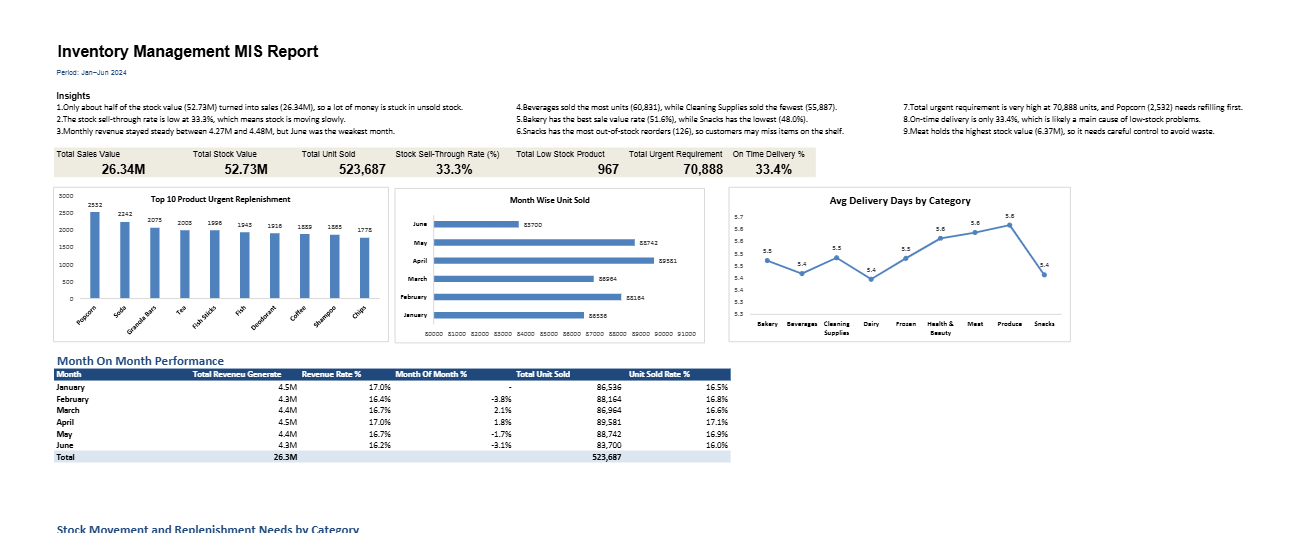 Inventory Management MIS Report
Period: Jan–Jun 2024
Insights
1.Only about half of the stock value (52.73M) turned into sales (26.34M), so a lot of money is stuck in unsold stock.
2.The stock sell-through rate is low at 33.3%, which means stock is moving slowly.
3.Monthly revenue stayed steady between 4.27M and 4.48M, but June was the weakest month.
4.Beverages sold the most units (60,831), while Cleaning Supplies sold the fewest (55,887).
5.Bakery has the best sale value rate (51.6%), while Snacks has the lowest (48.0%).
6.Snacks has the most out-of-stock reorders (126), so customers may miss items on the shelf.
7.Total urgent requirement is very high at 70,888 units, and Popcorn (2,532) needs refilling first.
8.On-time delivery is only 33.4%, which is likely a main cause of low-stock problems.
9.Meat holds the highest stock value (6.37M), so it needs careful control to avoid waste.
Total Sales Value Total Stock Value Total Unit Sold Stock Sell-Through Rate (%) Total Low Stock Product Total Urgent Requirement On Time Delivery %
26.34M 52.73M 523,687 33.3% 967 70,888 33.4%
Top 10 Product Urgent Replenishment
3000
2500
2000
1500
1000
500
0
2532 2242 2075 2003 1996 1943 1916 1889 1865 1778
Popcorn Soda Granola Bars Tea Fish Sticks Fish Deodorant Coffee Shampoo Chips
Month Wise Unit Sold
June 83700
May 88742
April 89581
March 86964
February 88164
January 86536
80000 81000 82000 83000 84000 85000 86000 87000 88000 89000 90000 91000
Avg Delivery Days by Category
5.7
5.6
5.6
5.5
5.5
5.4
5.4
5.3
5.3
5.5 5.4 5.5 5.4 5.5 5.6 5.6 5.6 5.4
Bakery Beverages Cleaning Supplies Dairy Frozen Health & Beauty Meat Produce Snacks
Month On Month Performance
Month Total Reveneu Generate Revenue Rate % Month Of Month % Total Unit Sold Unit Sold Rate %
January 4.5M 17.0% - 86,536 16.5%
February 4.3M 16.4% -3.8% 88,164 16.8%
March 4.4M 16.7% 2.1% 86,964 16.6%
April 4.5M 17.0% 1.8% 89,581 17.1%
May 4.4M 16.7% -1.7% 88,742 16.9%
June 4.3M 16.2% -3.1% 83,700 16.0%
Total 26.3M 523,687
Stock Movement and Replenishment Needs by Category